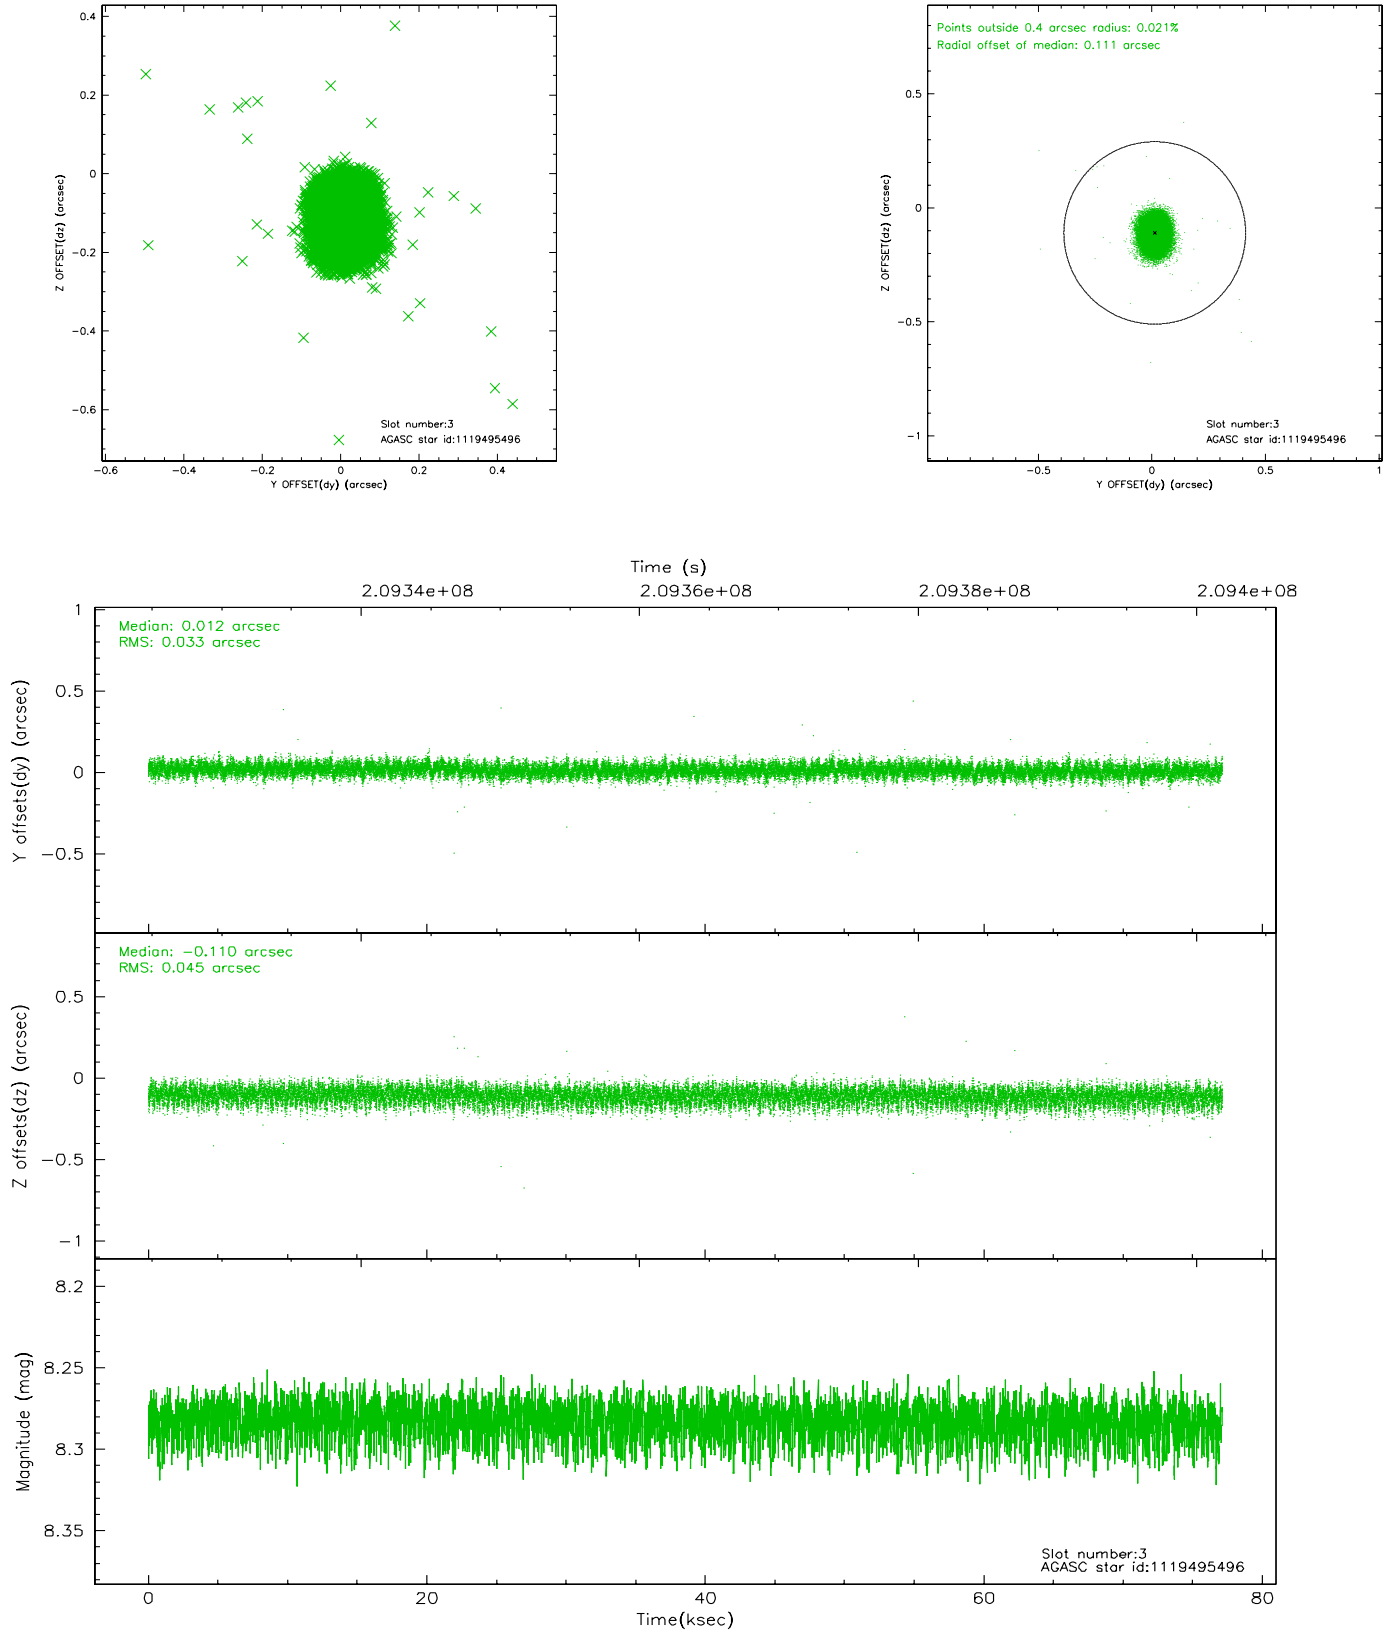 0.4
0.2
0
−0.2
−0.4
−0.6
Z OFFSET(dz) (arcsec)
Slot number:3
AGASC star id:1119495496
−0.6
−0.4
−0.2
0
0.2
0.4
Y OFFSET(dy) (arcsec)
Points outside 0.4 arcsec radius: 0.021%
Radial offset of median: 0.111 arcsec
0.5
0
−0.5
−1
Z OFFSET(dz) (arcsec)
Slot number:3
AGASC star id:1119495496
−0.5
0
0.5
1
Y OFFSET(dy) (arcsec)
Time (s)
2.0934e+08
2.0936e+08
2.0938e+08
2.094e+08
Median: 0.012 arcsec
RMS: 0.033 arcsec
1
0.5
0
−0.5
Y offsets(dy) (arcsec)
Median: −0.110 arcsec
RMS: 0.045 arcsec
0.5
0
−0.5
−1
Z offsets(dz) (arcsec)
8.2
8.25
8.3
8.35
Magnitude (mag)
Slot number:3
AGASC star id:1119495496
0
20
40
60
80
Time(ksec)